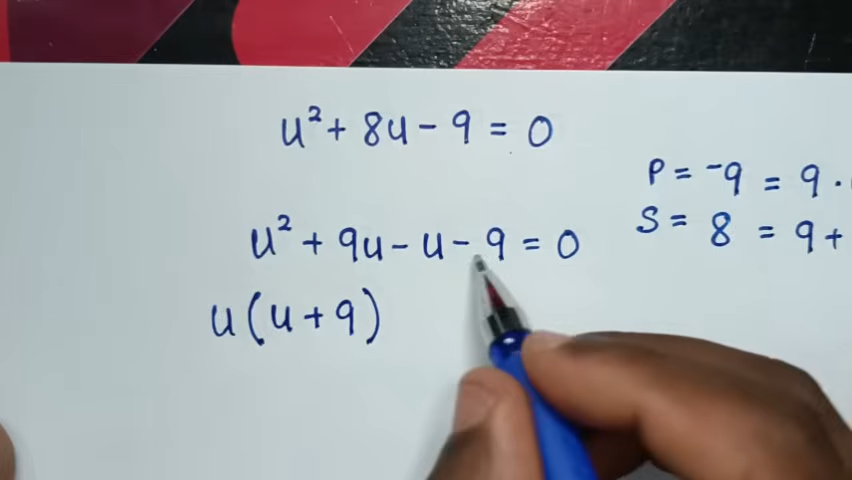 u² + 8u - 9 = 0
P = -9 = 9 ·
S = 8 = 9 +
u² + 9u - u - 9 = 0
u(u + 9)